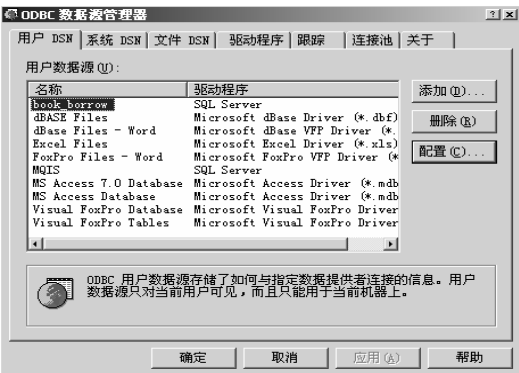 ODBC 数据源管理器
用户 DSN 系统 DSN 文件 DSN 驱动程序 跟踪 连接池 关于
用户数据源(U):
名称 驱动程序
book_borrow SQL Server
dBASE Files Microsoft dBase Driver (*.dbf)
dBase Files - Word Microsoft dBase VFP Driver (*.
Excel Files Microsoft Excel Driver (*.xls)
FoxPro Files - Word Microsoft FoxPro VFP Driver (*
MQIS SQL Server
MS Access 7.0 Database Microsoft Access Driver (*.mdb
MS Access Database Microsoft Access Driver (*.mdb
Visual FoxPro Database Microsoft Visual FoxPro Driver
Visual FoxPro Tables Microsoft Visual FoxPro Driver
添加(D)...
删除(R)
配置(C)...
ODBC 用户数据源存储了如何与指定数据提供者连接的信息。用户
数据源只对当前用户可见，而且只能用于当前机器上。
确定 取消 应用(A) 帮助